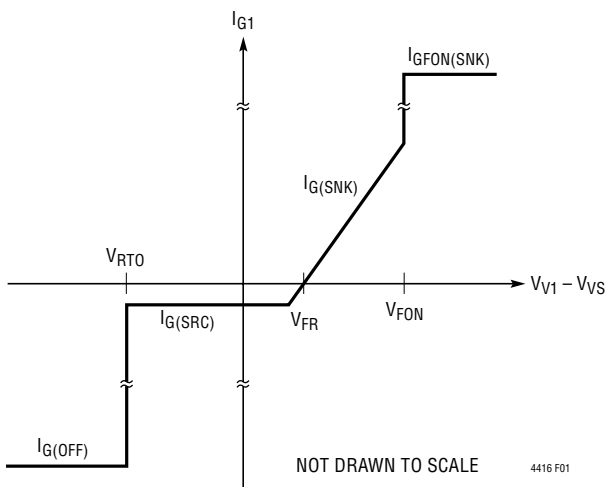 IG1
IGFON(SNK)
IG(SNK)
VRTO
VV1 – VVS
IG(SRC)
VFR
VFON
IG(OFF)
NOT DRAWN TO SCALE
4416 F01